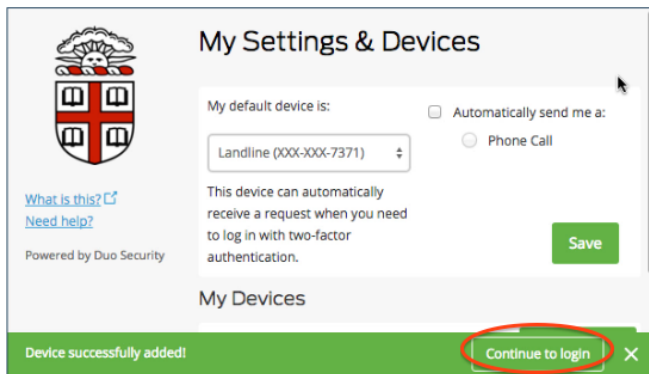 My Settings & Devices
My default device is:
Landline (XXX-XXX-7371)
This device can automatically
receive a request when you need
to log in with two-factor
authentication.
Automatically send me a:
Phone Call
Save
What is this?
Need help?
Powered by Duo Security
My Devices
Device successfully added!
Continue to login